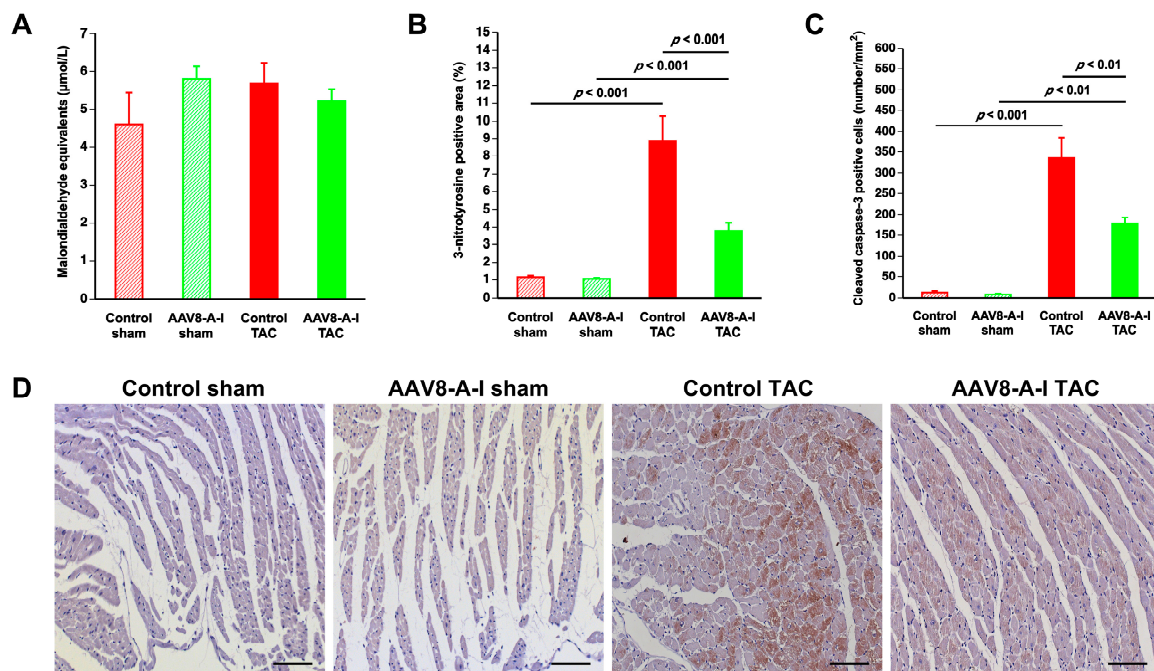 A
Malondialdehyde equivalents (μmol/L)
7
6
5
4
3
2
1
0
Control sham
AAV8-A-I sham
Control TAC
AAV8-A-I TAC
B
3-nitrotyrosine positive area (%)
15
14
13
12
11
10
9
8
7
6
5
4
3
2
1
0
p < 0.001
p < 0.001
p < 0.001
Control sham
AAV8-A-I sham
Control TAC
AAV8-A-I TAC
C
Cleaved caspase-3 positive cells (number/mm²)
600
550
500
450
400
350
300
250
200
150
100
50
0
p < 0.01
p < 0.01
p < 0.001
Control sham
AAV8-A-I sham
Control TAC
AAV8-A-I TAC
D
Control sham
AAV8-A-I sham
Control TAC
AAV8-A-I TAC